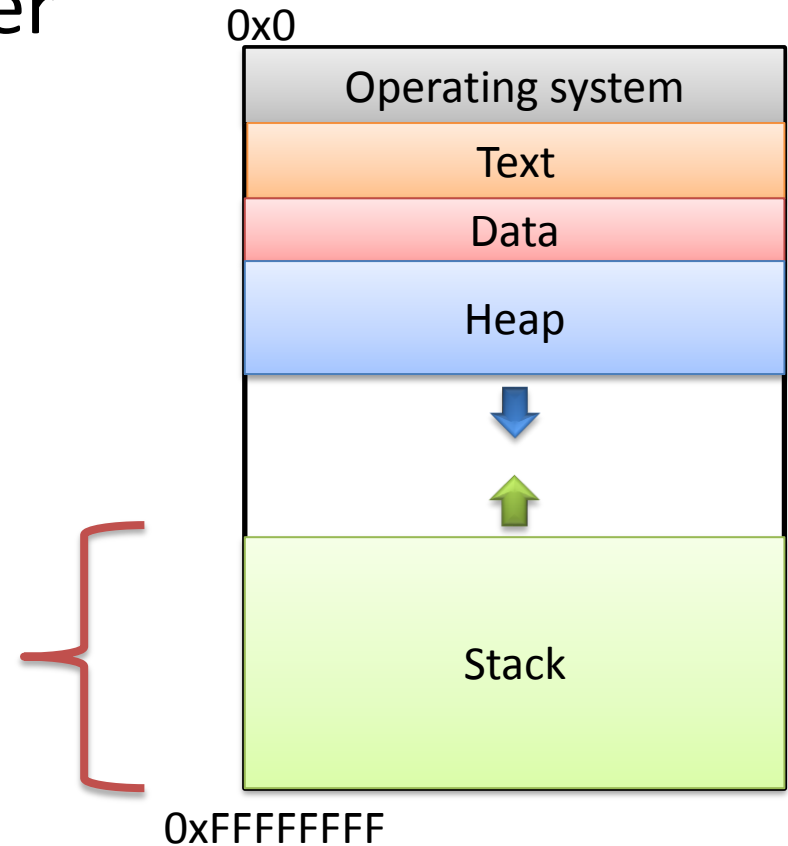 er
0x0
Operating system
Text
Data
Heap
Stack
0xFFFFFFFF